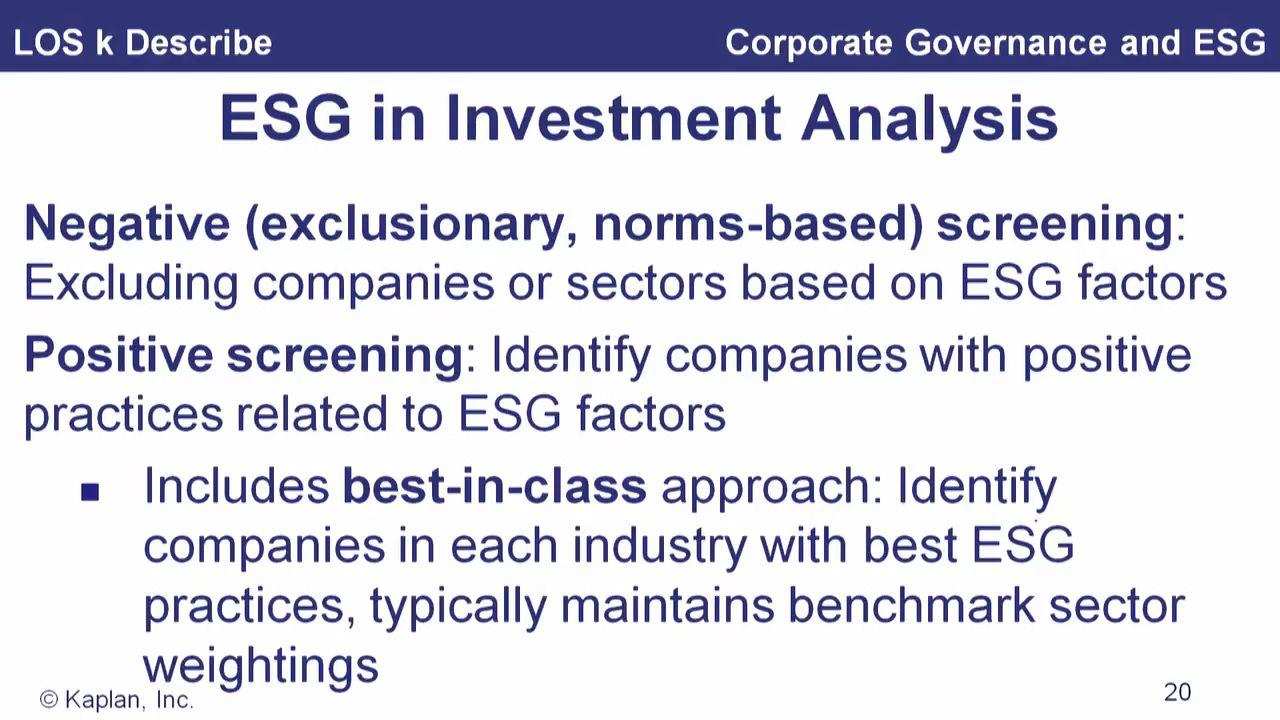 LOS k Describe
Corporate Governance and ESG
ESG in Investment Analysis
Negative (exclusionary, norms-based) screening:
Excluding companies or sectors based on ESG factors
Positive screening: Identify companies with positive
practices related to ESG factors
Includes best-in-class approach: Identify
companies in each industry with best ESG
practices, typically maintains benchmark sector
weightings
© Kaplan, Inc.
20